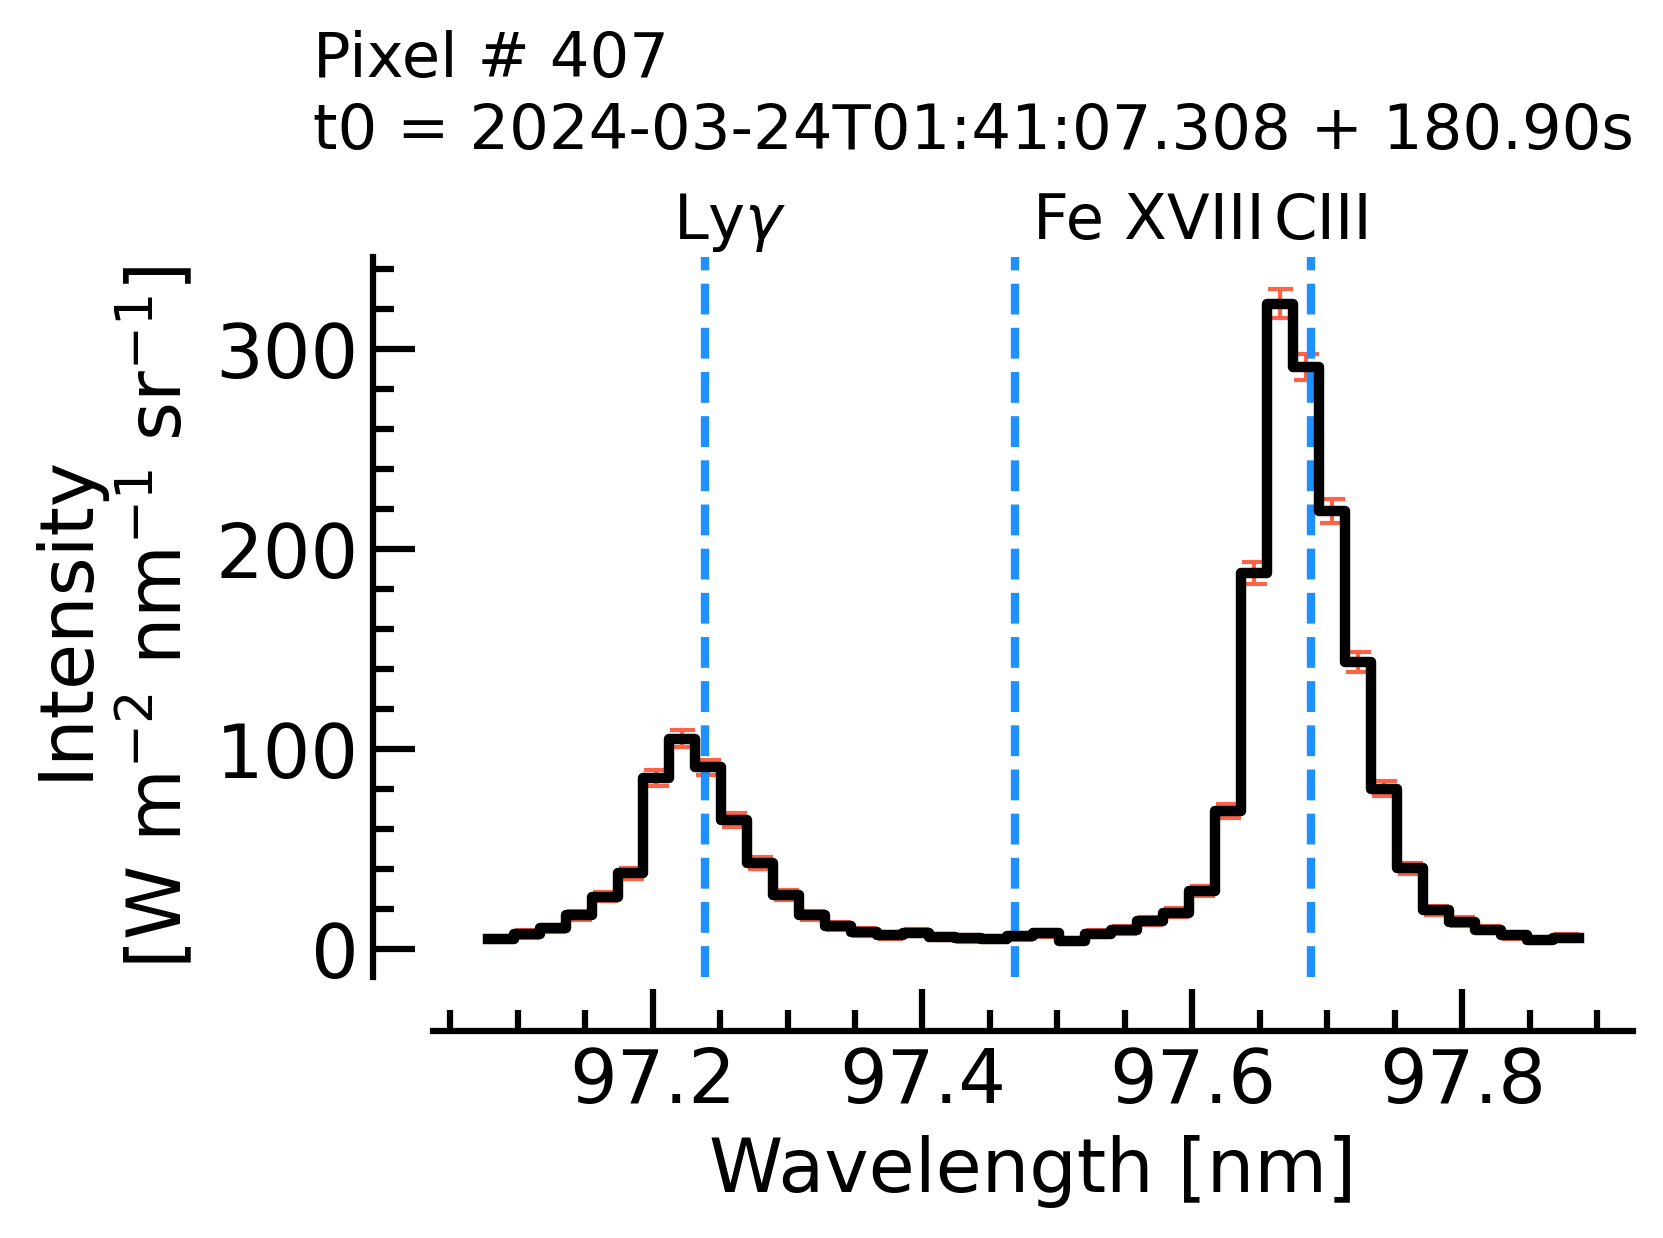 Pixel # 407
t0 = 2024-03-24T01:41:07.308 + 180.90s
Lyγ Fe XVIII CIII
Intensity
[W m⁻² nm⁻¹ sr⁻¹]
300
200
100
0
97.2 97.4 97.6 97.8
Wavelength [nm]